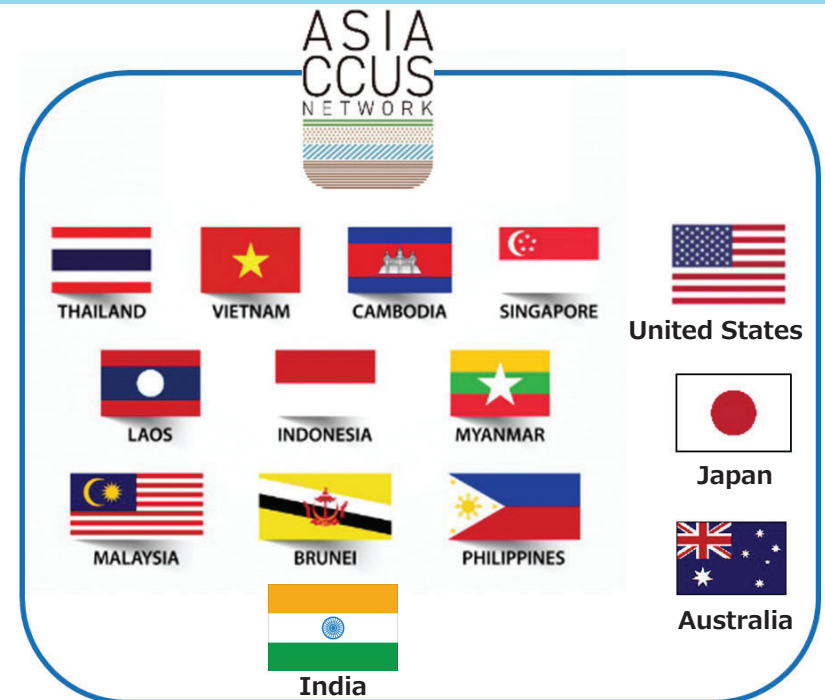 ASIA
CCUS
NETWORK
THAILAND VIETNAM CAMBODIA SINGAPORE
United States
LAOS INDONESIA MYANMAR
Japan
MALAYSIA BRUNEI PHILIPPINES
Australia
India